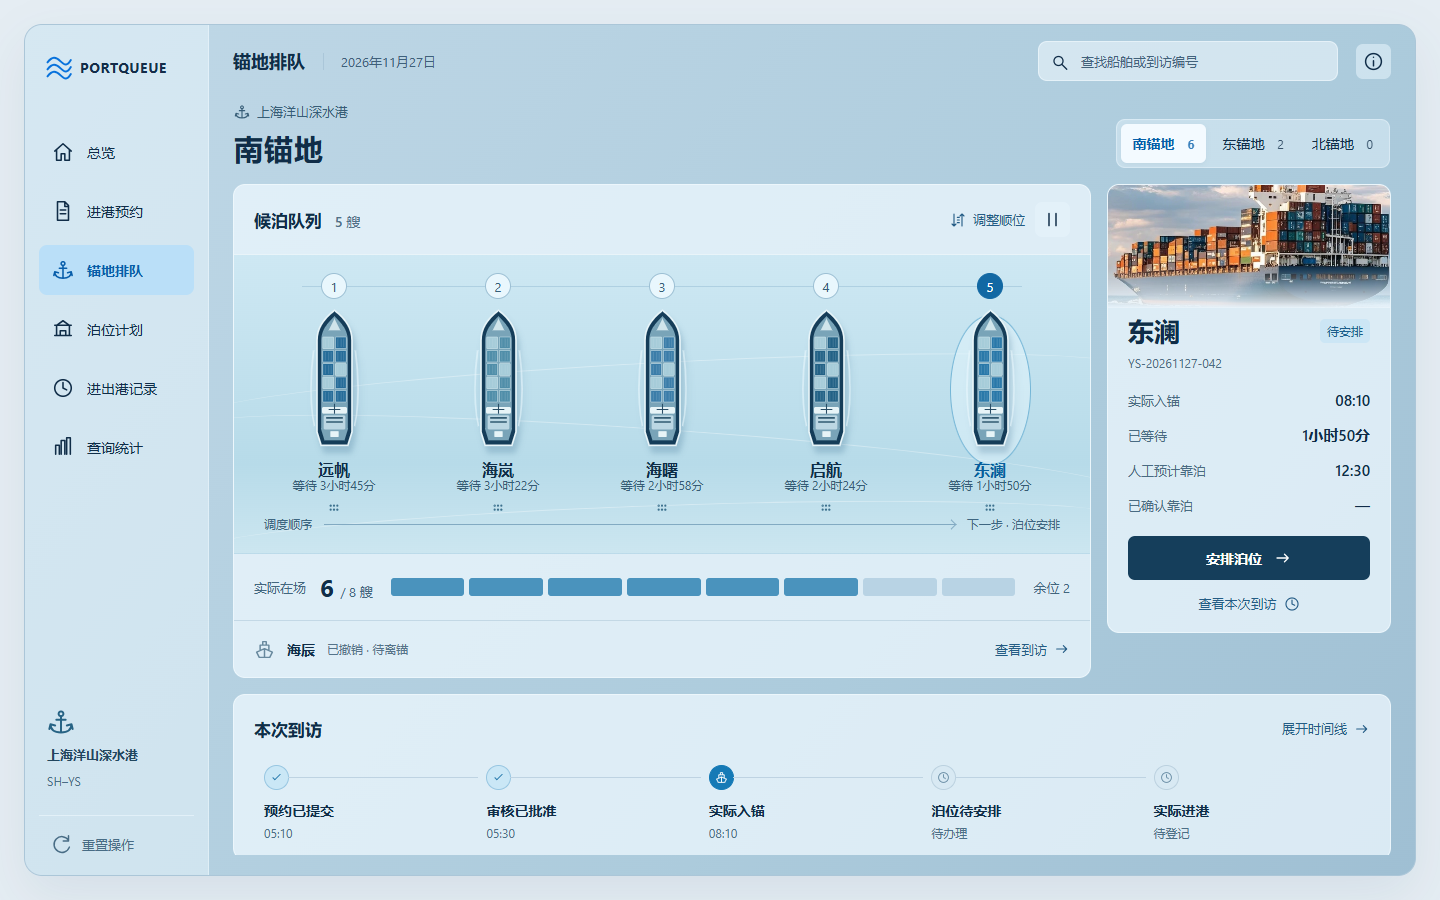 PORTQUEUE
总览
进港预约
锚地排队
泊位计划
进出港记录
查询统计
上海洋山深水港
SH–YS
重置操作
锚地排队
2026年11月27日
查找船舶或到访编号
上海洋山深水港
南锚地
南锚地 6
东锚地 2
北锚地 0
候泊队列 5 艘
调整顺位
1
2
3
4
5
远帆
等待 3小时45分
海岚
等待 3小时22分
海曙
等待 2小时58分
启航
等待 2小时24分
东澜
等待 1小时50分
调度顺序
下一步 · 泊位安排
实际在场 6 / 8 艘
余位 2
海辰 已撤销 · 待离锚
查看到访
东澜
待安排
YS-20261127-042
实际入锚 08:10
已等待 1小时50分
人工预计靠泊 12:30
已确认靠泊 —
安排泊位
查看本次到访
本次到访
展开时间线
预约已提交
05:10
审核已批准
05:30
实际入锚
08:10
泊位待安排
待办理
实际进港
待登记